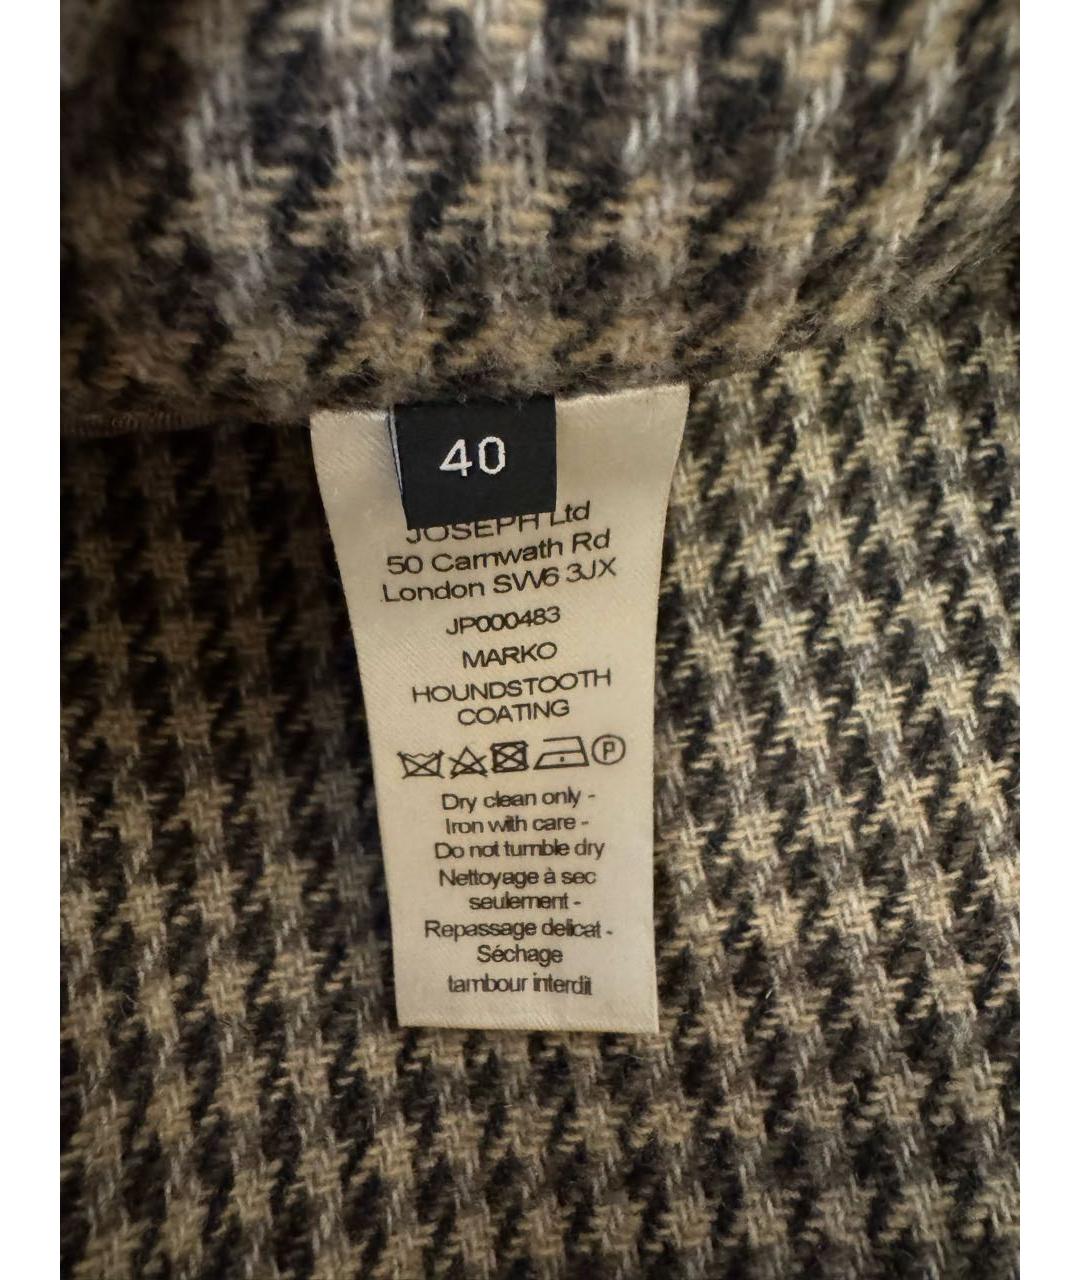 40
JOSEPH Ltd
50 Carnwath Rd
London SW6 3JX
JP000483
MARKO
HOUNDSTOOTH
COATING
P
Dry clean only -
Iron with care -
Do not tumble dry
Nettoyage à sec
seulement -
Repassage delicat -
Séchage
tambour interdit